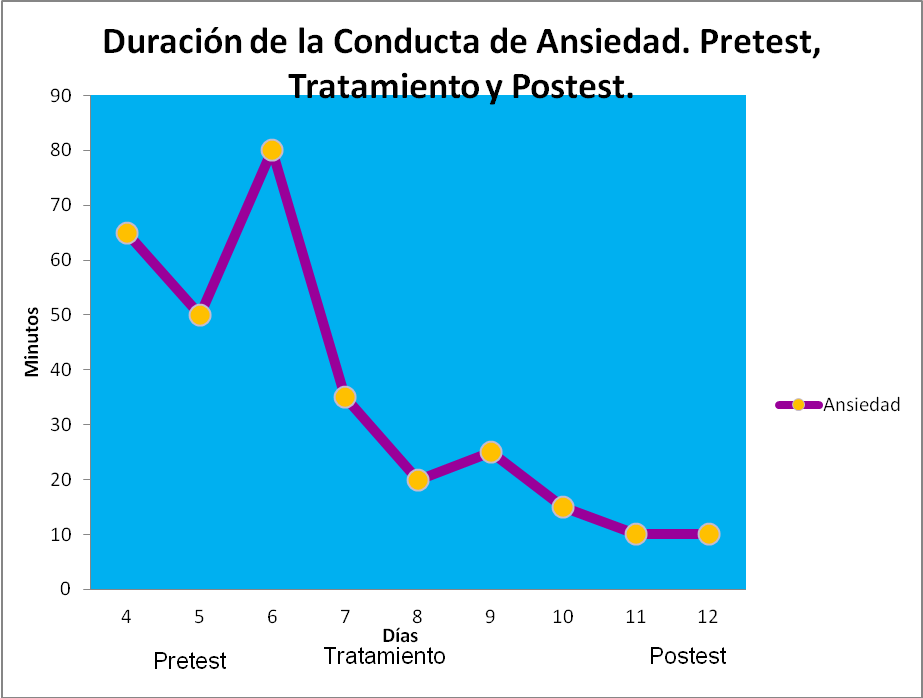 Duración de la Conducta de Ansiedad. Pretest,
Tratamiento y Postest.
90
80
70
60
50
40
30
20
10
0
Minutos
Ansiedad
4 5 6 7 8 9 10 11 12
Días
Pretest Tratamiento Postest